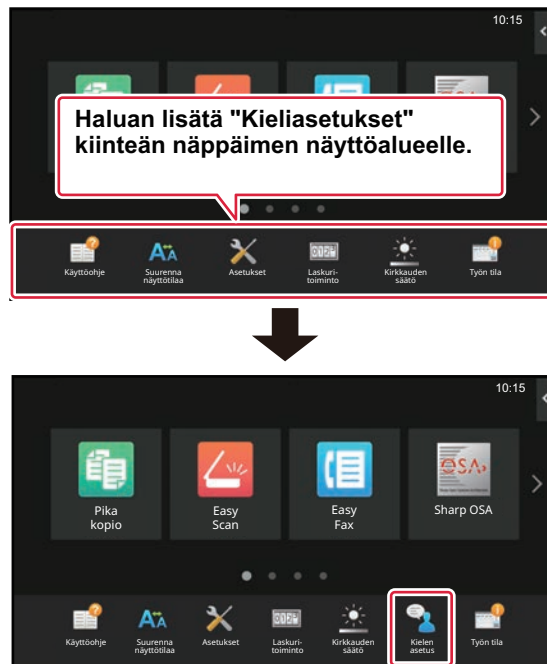 10:15
Haluan lisätä "Kieliasetukset"
kiinteän näppäimen näyttöalueelle.
Käyttöohje
Suurenna
näyttötilaa
Asetukset
Laskuri-
toiminto
Kirkkauden
säätö
Työn tila
10:15
Pika
kopio
Easy
Scan
Easy
Fax
Sharp OSA
Käyttöohje
Suurenna
näyttötilaa
Asetukset
Laskuri-
toiminto
Kirkkauden
säätö
Kielen
asetus
Työn tila